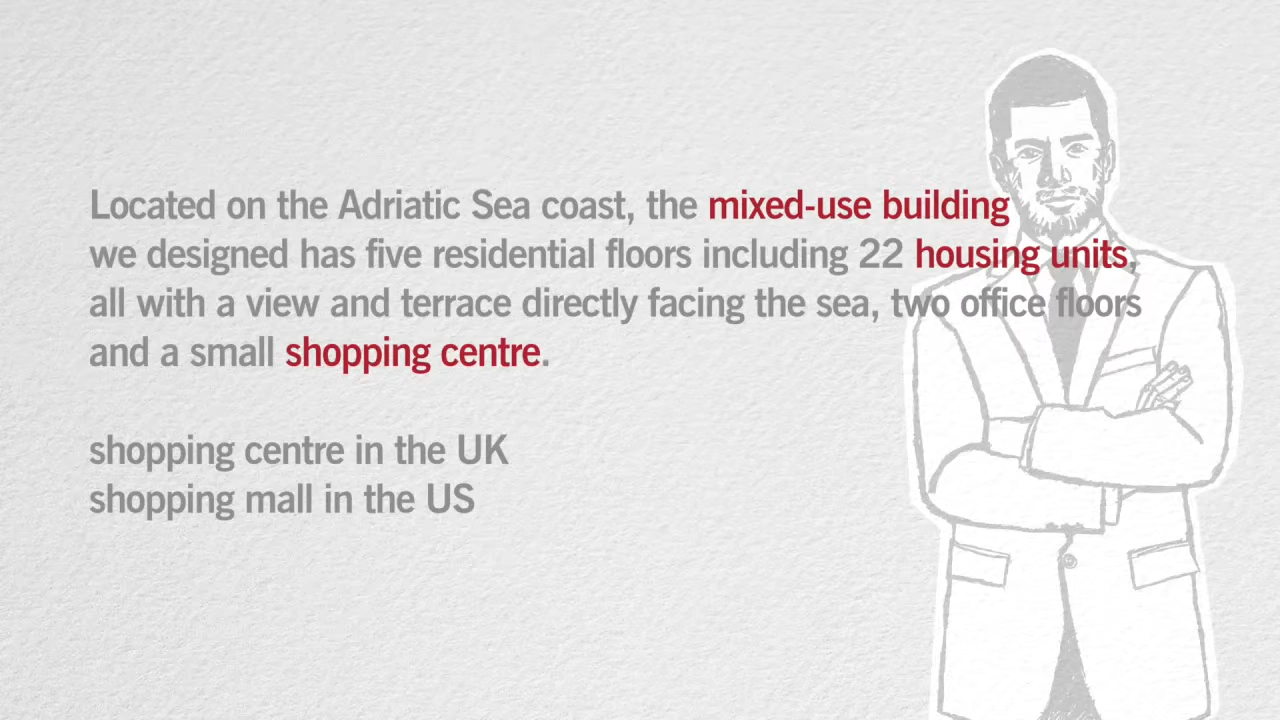 Located on the Adriatic Sea coast, the mixed-use building
we designed has five residential floors including 22 housing units,
all with a view and terrace directly facing the sea, two office floors
and a small shopping centre.
shopping centre in the UK
shopping mall in the US